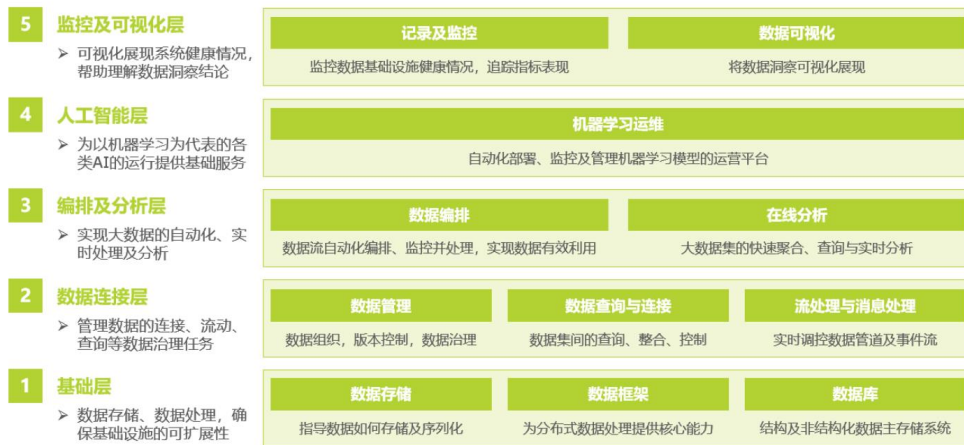 5 监控及可视化层
➢ 可视化展现系统健康情况，
帮助理解数据洞察结论
记录及监控
监控数据基础设施健康情况，追踪指标表现
数据可视化
将数据洞察可视化展现
4 人工智能层
➢ 为以机器学习为代表的各
类AI的运行提供基础服务
机器学习运维
自动化部署、监控及管理机器学习模型的运营平台
3 编排及分析层
➢ 实现大数据的自动化、实
时处理及分析
数据编排
数据流自动化编排、监控并处理，实现数据有效利用
在线分析
大数据集的快速聚合、查询与实时分析
2 数据连接层
➢ 管理数据的连接、流动、
查询等数据治理任务
数据管理
数据组织，版本控制，数据治理
数据查询与连接
数据集间的查询、整合、控制
流处理与消息处理
实时调控数据管道及事件流
1 基础层
➢ 数据存储、数据处理，确
保基础设施的可扩展性
数据存储
指导数据如何存储及序列化
数据框架
为分布式数据处理提供核心能力
数据库
结构及非结构化数据主存储系统